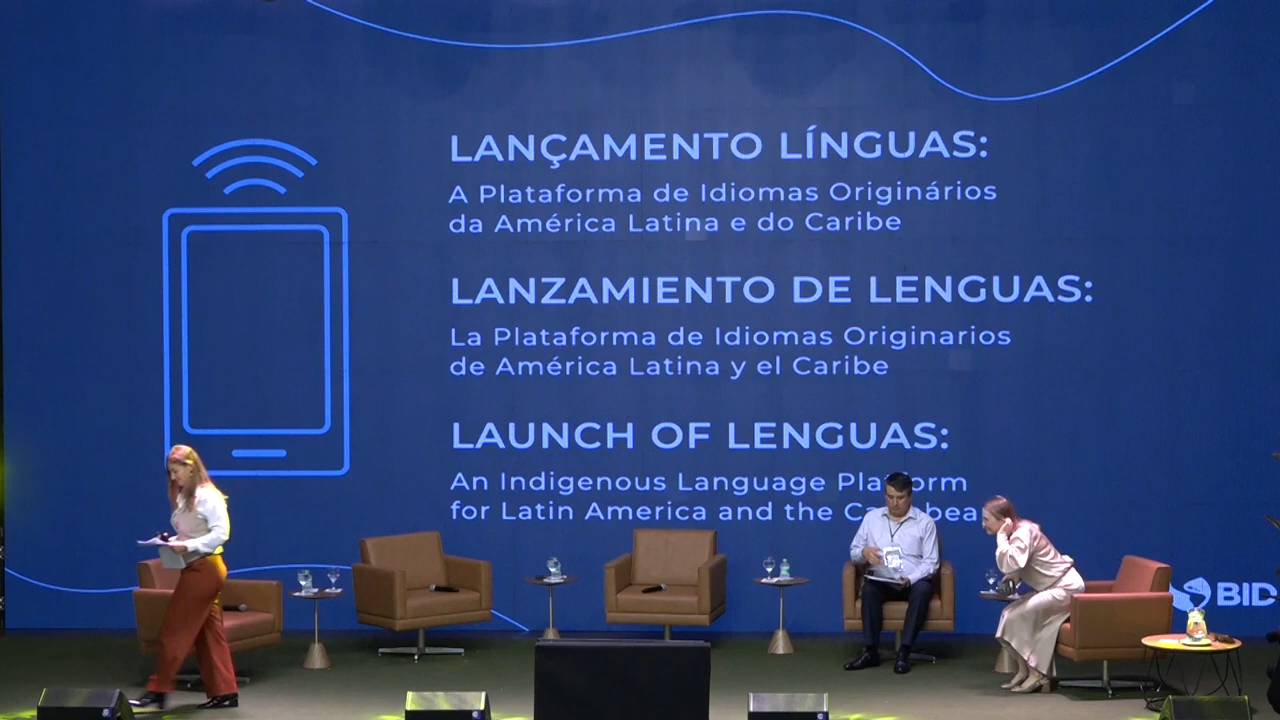 LANÇAMENTO LÍNGUAS:
A Plataforma de Idiomas Originários
da América Latina e do Caribe
LANZAMIENTO DE LENGUAS:
La Plataforma de Idiomas Originarios
de América Latina y el Caribe
LAUNCH OF LENGUAS:
An Indigenous Language
for Latin America and the
BID